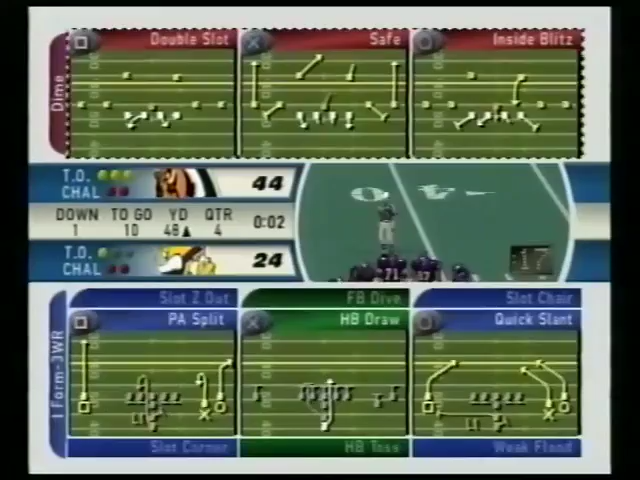 Double Slot
Safe
Inside Blitz
Dime
T.O.
CHAL
44
DOWN TO GO YD QTR
1 10 48▲ 4
0:02
T.O.
CHAL
24
71
17
:17
Slot Z Out
FB Dive
Slot Chair
PA Split
HB Draw
Quick Slant
I Form-3WR
Slot Corner
HB Toss
Weak Flood